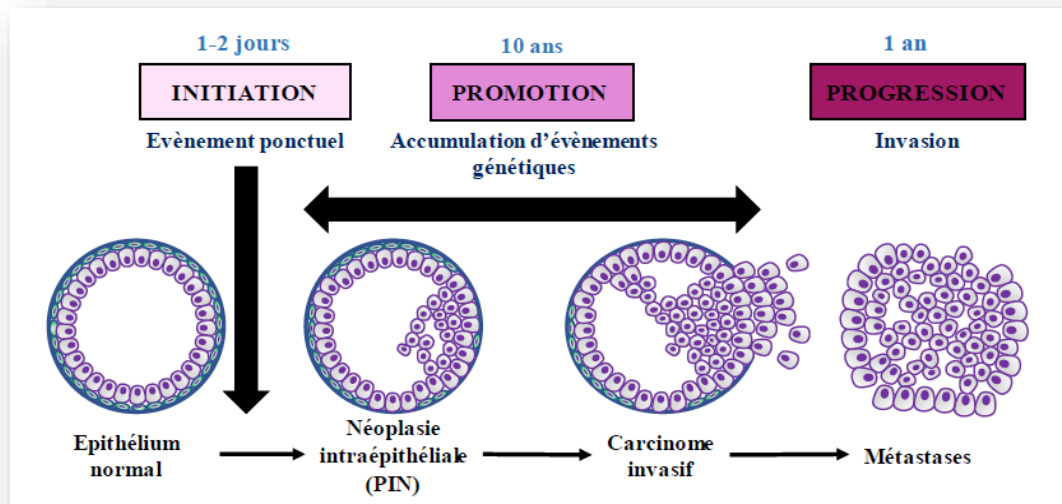 1-2 jours
10 ans
1 an
INITIATION
PROMOTION
PROGRESSION
Evènement ponctuel
Accumulation d'évènements
génétiques
Invasion
Epithélium
normal
Néoplasie
intraépithéliale
(PIN)
Carcinome
invasif
Métastases